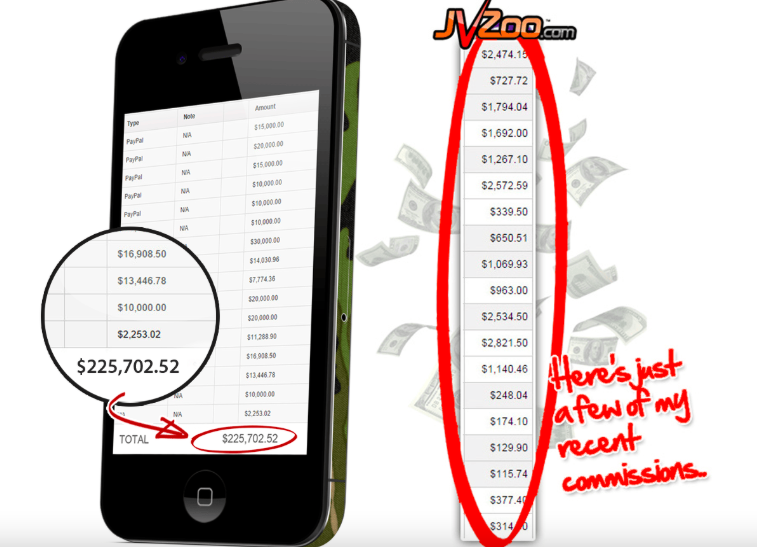 Type Note Amount
PayPal N/A $15,000.00
PayPal N/A $20,000.00
PayPal N/A $15,000.00
PayPal N/A $10,000.00
PayPal N/A $10,000.00
$10,000.00
$30,000.00
$14,030.96
$7,774.36
$20,000.00
$20,000.00
$11,288.90
$16,908.50
$13,446.78
N/A $10,000.00
N/A $2,253.02
TOTAL $225,702.52
$16,908.50
$13,446.78
$10,000.00
$2,253.02
$225,702.52
JVZoo.com
$2,474.15
$727.72
$1,794.04
$1,692.00
$1,267.10
$2,572.59
$339.50
$650.51
$1,069.93
$963.00
$2,534.50
$2,821.50
$1,140.46
$248.04
$174.10
$129.90
$115.74
$377.40
Here's just
a few of my
recent
commissions..